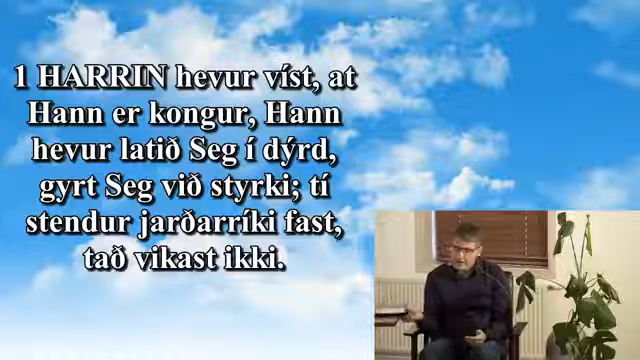 1 HARRIN hevur víst, at
Hann er kongur, Hann
hevur latið Seg í dýrd,
gyrt Seg við styrki; tí
stendur jarðarríki fast,
tað vikast ikki.